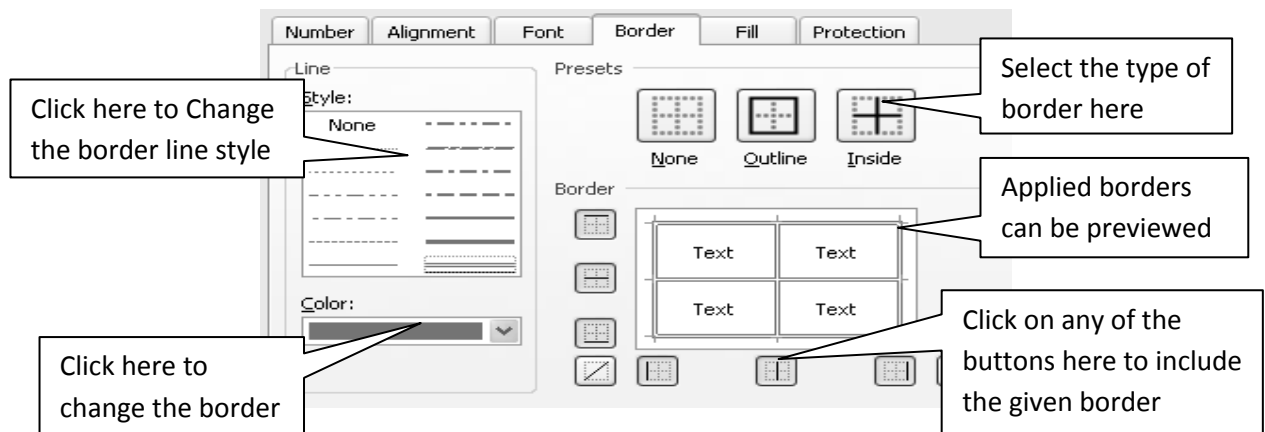 Number Alignment Font Border Fill Protection
Line
Style:
None
Color:
Presets
None Outline Inside
Border
Text Text
Text Text
Click here to Change
the border line style
Click here to
change the border
Select the type of
border here
Applied borders
can be previewed
Click on any of the
buttons here to include
the given border